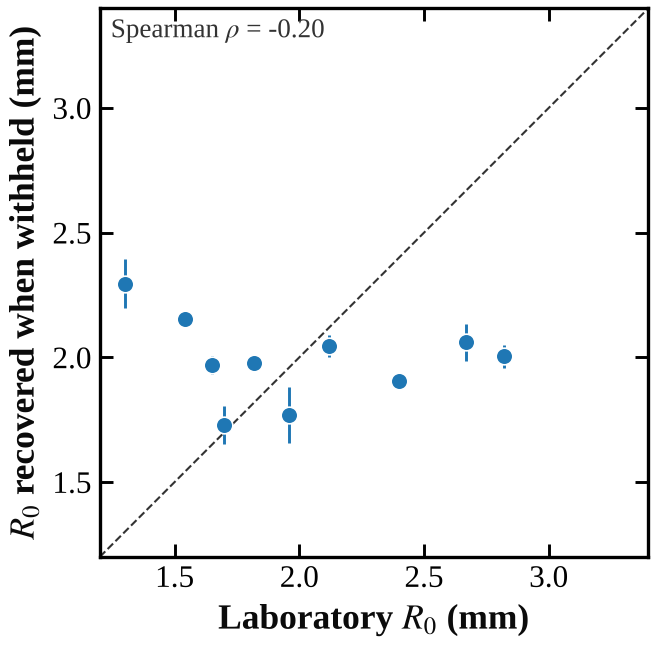 Spearman ρ = -0.20
R₀ recovered when withheld (mm)
3.0
2.5
2.0
1.5
1.5 2.0 2.5 3.0
Laboratory R₀ (mm)